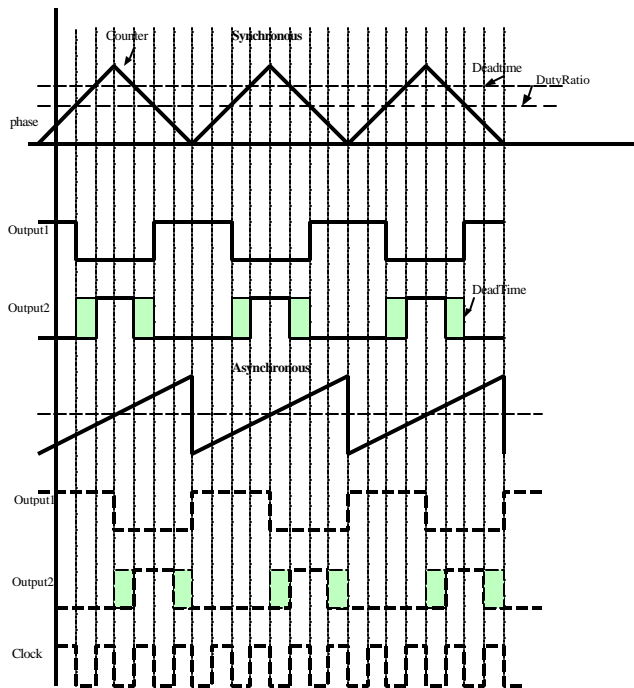 Counter
Synchronous
Deadtime
DutyRatio
phase
Output1
Output2
DeadTime
Asynchronous
Output1
Output2
Clock